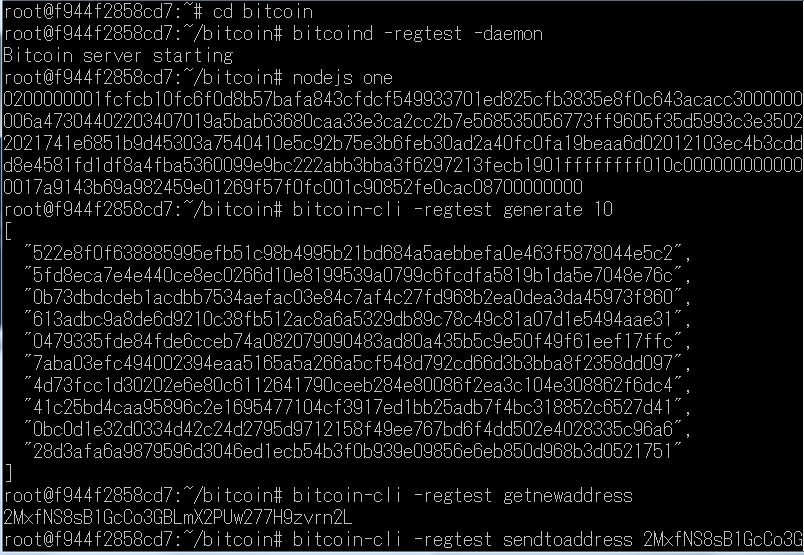 root@f944f2858cd7:~# cd bitcoin
root@f944f2858cd7:~/bitcoin# bitcoind -regtest -daemon
Bitcoin server starting
root@f944f2858cd7:~/bitcoin# nodejs one
0200000001fcfcb10fc6f0d8b57bafa843cfdcf549933701ed825cfb3835e8f0c643acacc3000000
006a47304402203407019a5bab63680caa33e3ca2cc2b7e568535056773ff9605f35d5993c3e3502
2021741e6851b9d45303a7540410e5c92b75e3b6feb30ad2a40fc0fa19beaa6d02012103ec4b3cdd
d8e4581fd1df8a4fba5360099e9bc222abb3bba3f6297213fecb1901ffffffff010c000000000000
0017a9143b69a982459e01269f57f0fc001c90852fe0cac08700000000
root@f944f2858cd7:~/bitcoin# bitcoin-cli -regtest generate 10
[
"522e8f0f638885995efb51c98b4995b21bd684a5aebbefa0e463f5878044e5c2",
"5fd8eca7e4e440ce8ec0266d10e8199539a0799c6fcdfa5819b1da5e7048e76c",
"0b73dbdcdeb1acdbb7534aefac03e84c7af4c27fd968b2ea0dea3da45973f860",
"613adbc9a8de6d9210c38fb512ac8a6a5329db89c78c49c81a07d1e5494aae31",
"0479335fde84fde6cceb74a082079090483ad80a435b5c9e50f49f61eef17ffc",
"7aba03efc494002394eaa5165a5a266a5cf548d792cd66d3b3bba8f2358dd097",
"4d73fcc1d30202e6e80c6112641790ceeb284e80086f2ea3c104e308862f6dc4",
"41c25bd4caa95896c2e1695477104cf3917ed1bb25adb7f4bc318852c6527d41",
"0bc0d1e32d0334d42c24d2795d9712158f49ee767bd6f4dd502e4028335c96a6",
"28d3afa6a9879596d3046ed1ecb54b3f0b939e09856e6eb850d968b3d0521751"
]
root@f944f2858cd7:~/bitcoin# bitcoin-cli -regtest getnewaddress
2MxfNS8sB1GcCo3GBLmX2PUw277H9zvrn2L
root@f944f2858cd7:~/bitcoin# bitcoin-cli -regtest sendtoaddress 2MxfNS8sB1GcCo3G